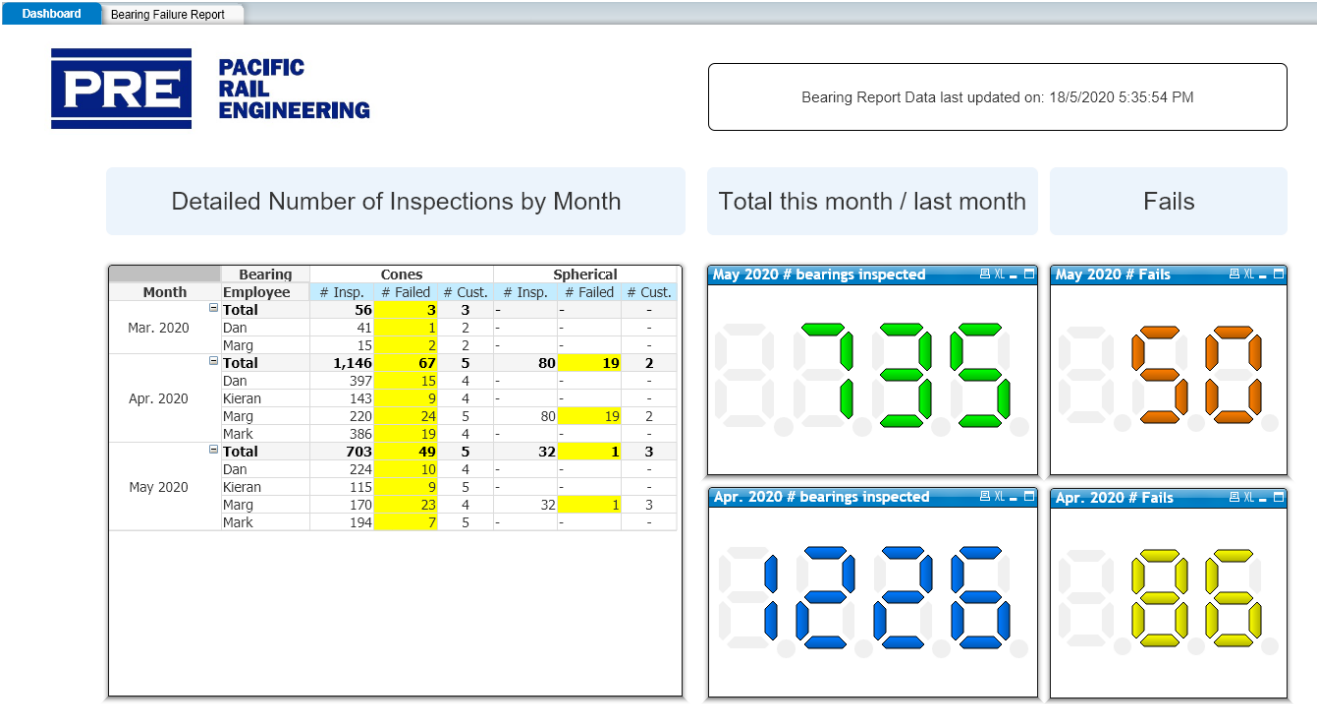 Dashboard Bearing Failure Report
PRE
PACIFIC
RAIL
ENGINEERING
Bearing Report Data last updated on: 18/5/2020 5:35:54 PM
Detailed Number of Inspections by Month
Total this month / last month
Fails
Bearing Cones Spherical
Month Employee # Insp. # Failed # Cust. # Insp. # Failed # Cust.
Mar. 2020
Total 56 3 3 - - -
Dan 41 1 2 - - -
Marg 15 2 2 - - -
Apr. 2020
Total 1,146 67 5 80 19 2
Dan 397 15 4 - - -
Kieran 143 9 4 - - -
Marg 220 24 5 80 19 2
Mark 386 19 4 - - -
May 2020
Total 703 49 5 32 1 3
Dan 224 10 4 - - -
Kieran 115 9 5 - - -
Marg 170 23 4 32 1 3
Mark 194 7 5 - - -
May 2020 # bearings inspected XL
735
May 2020 # Fails XL
50
Apr. 2020 # bearings inspected XL
1226
Apr. 2020 # Fails XL
86